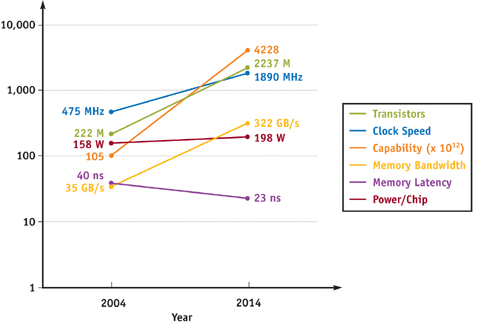 10,000
4228
2237 M
1,000
1890 MHz
475 MHz
322 GB/s
222 M
158 W
198 W
100
105
40 ns
35 GB/s
23 ns
10
1
2004
2014
Year
Transistors
Clock Speed
Capability (x 10¹²)
Memory Bandwidth
Memory Latency
Power/Chip